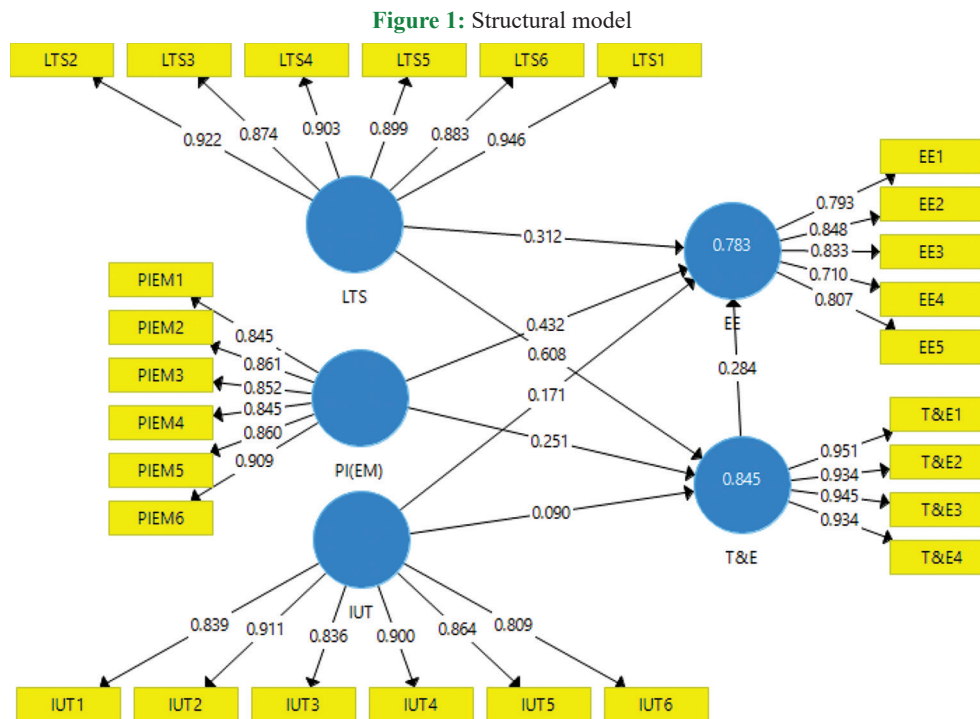 Figure 1: Structural model
LTS2 LTS3 LTS4 LTS5 LTS6 LTS1
0.922 0.874 0.903 0.899 0.883 0.946
LTS
PIEM1
PIEM2
PIEM3
PIEM4
PIEM5
PIEM6
0.845
0.861
0.852
0.845
0.860
0.909
PI(EM)
0.312
0.432
0.608
0.171
0.251
0.090
0.284
0.783
EE
EE1
EE2
EE3
EE4
EE5
0.793
0.848
0.833
0.710
0.807
0.845
T&E
T&E1
T&E2
T&E3
T&E4
0.951
0.934
0.945
0.934
IUT
0.839 0.911 0.836 0.900 0.864 0.809
IUT1 IUT2 IUT3 IUT4 IUT5 IUT6